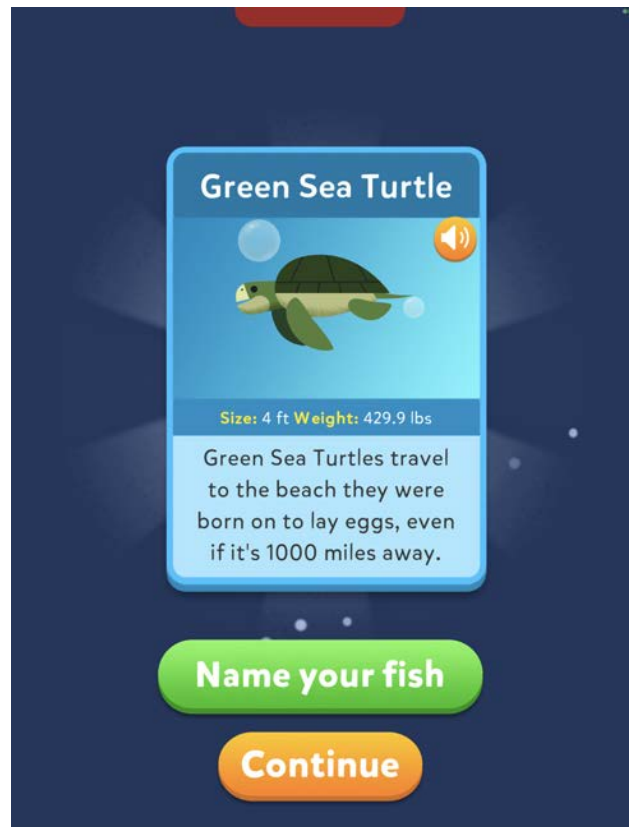 Green Sea Turtle
Size: 4 ft Weight: 429.9 lbs
Green Sea Turtles travel
to the beach they were
born on to lay eggs, even
if it's 1000 miles away.
Name your fish
Continue